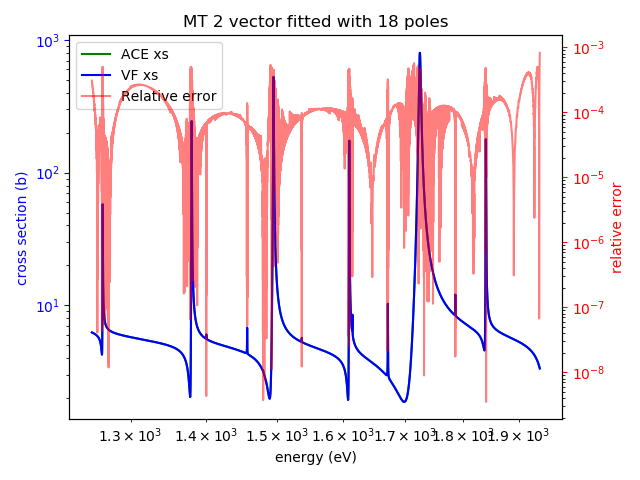 MT 2 vector fitted with 18 poles
ACE xs
VF xs
Relative error
10³
10²
10¹
cross section (b)
10⁻³
10⁻⁴
10⁻⁵
10⁻⁶
10⁻⁷
10⁻⁸
relative error
1.3×10³ 1.4×10³ 1.5×10³ 1.6×10³ 1.7×10³ 1.8×10³ 1.9×10³
energy (eV)